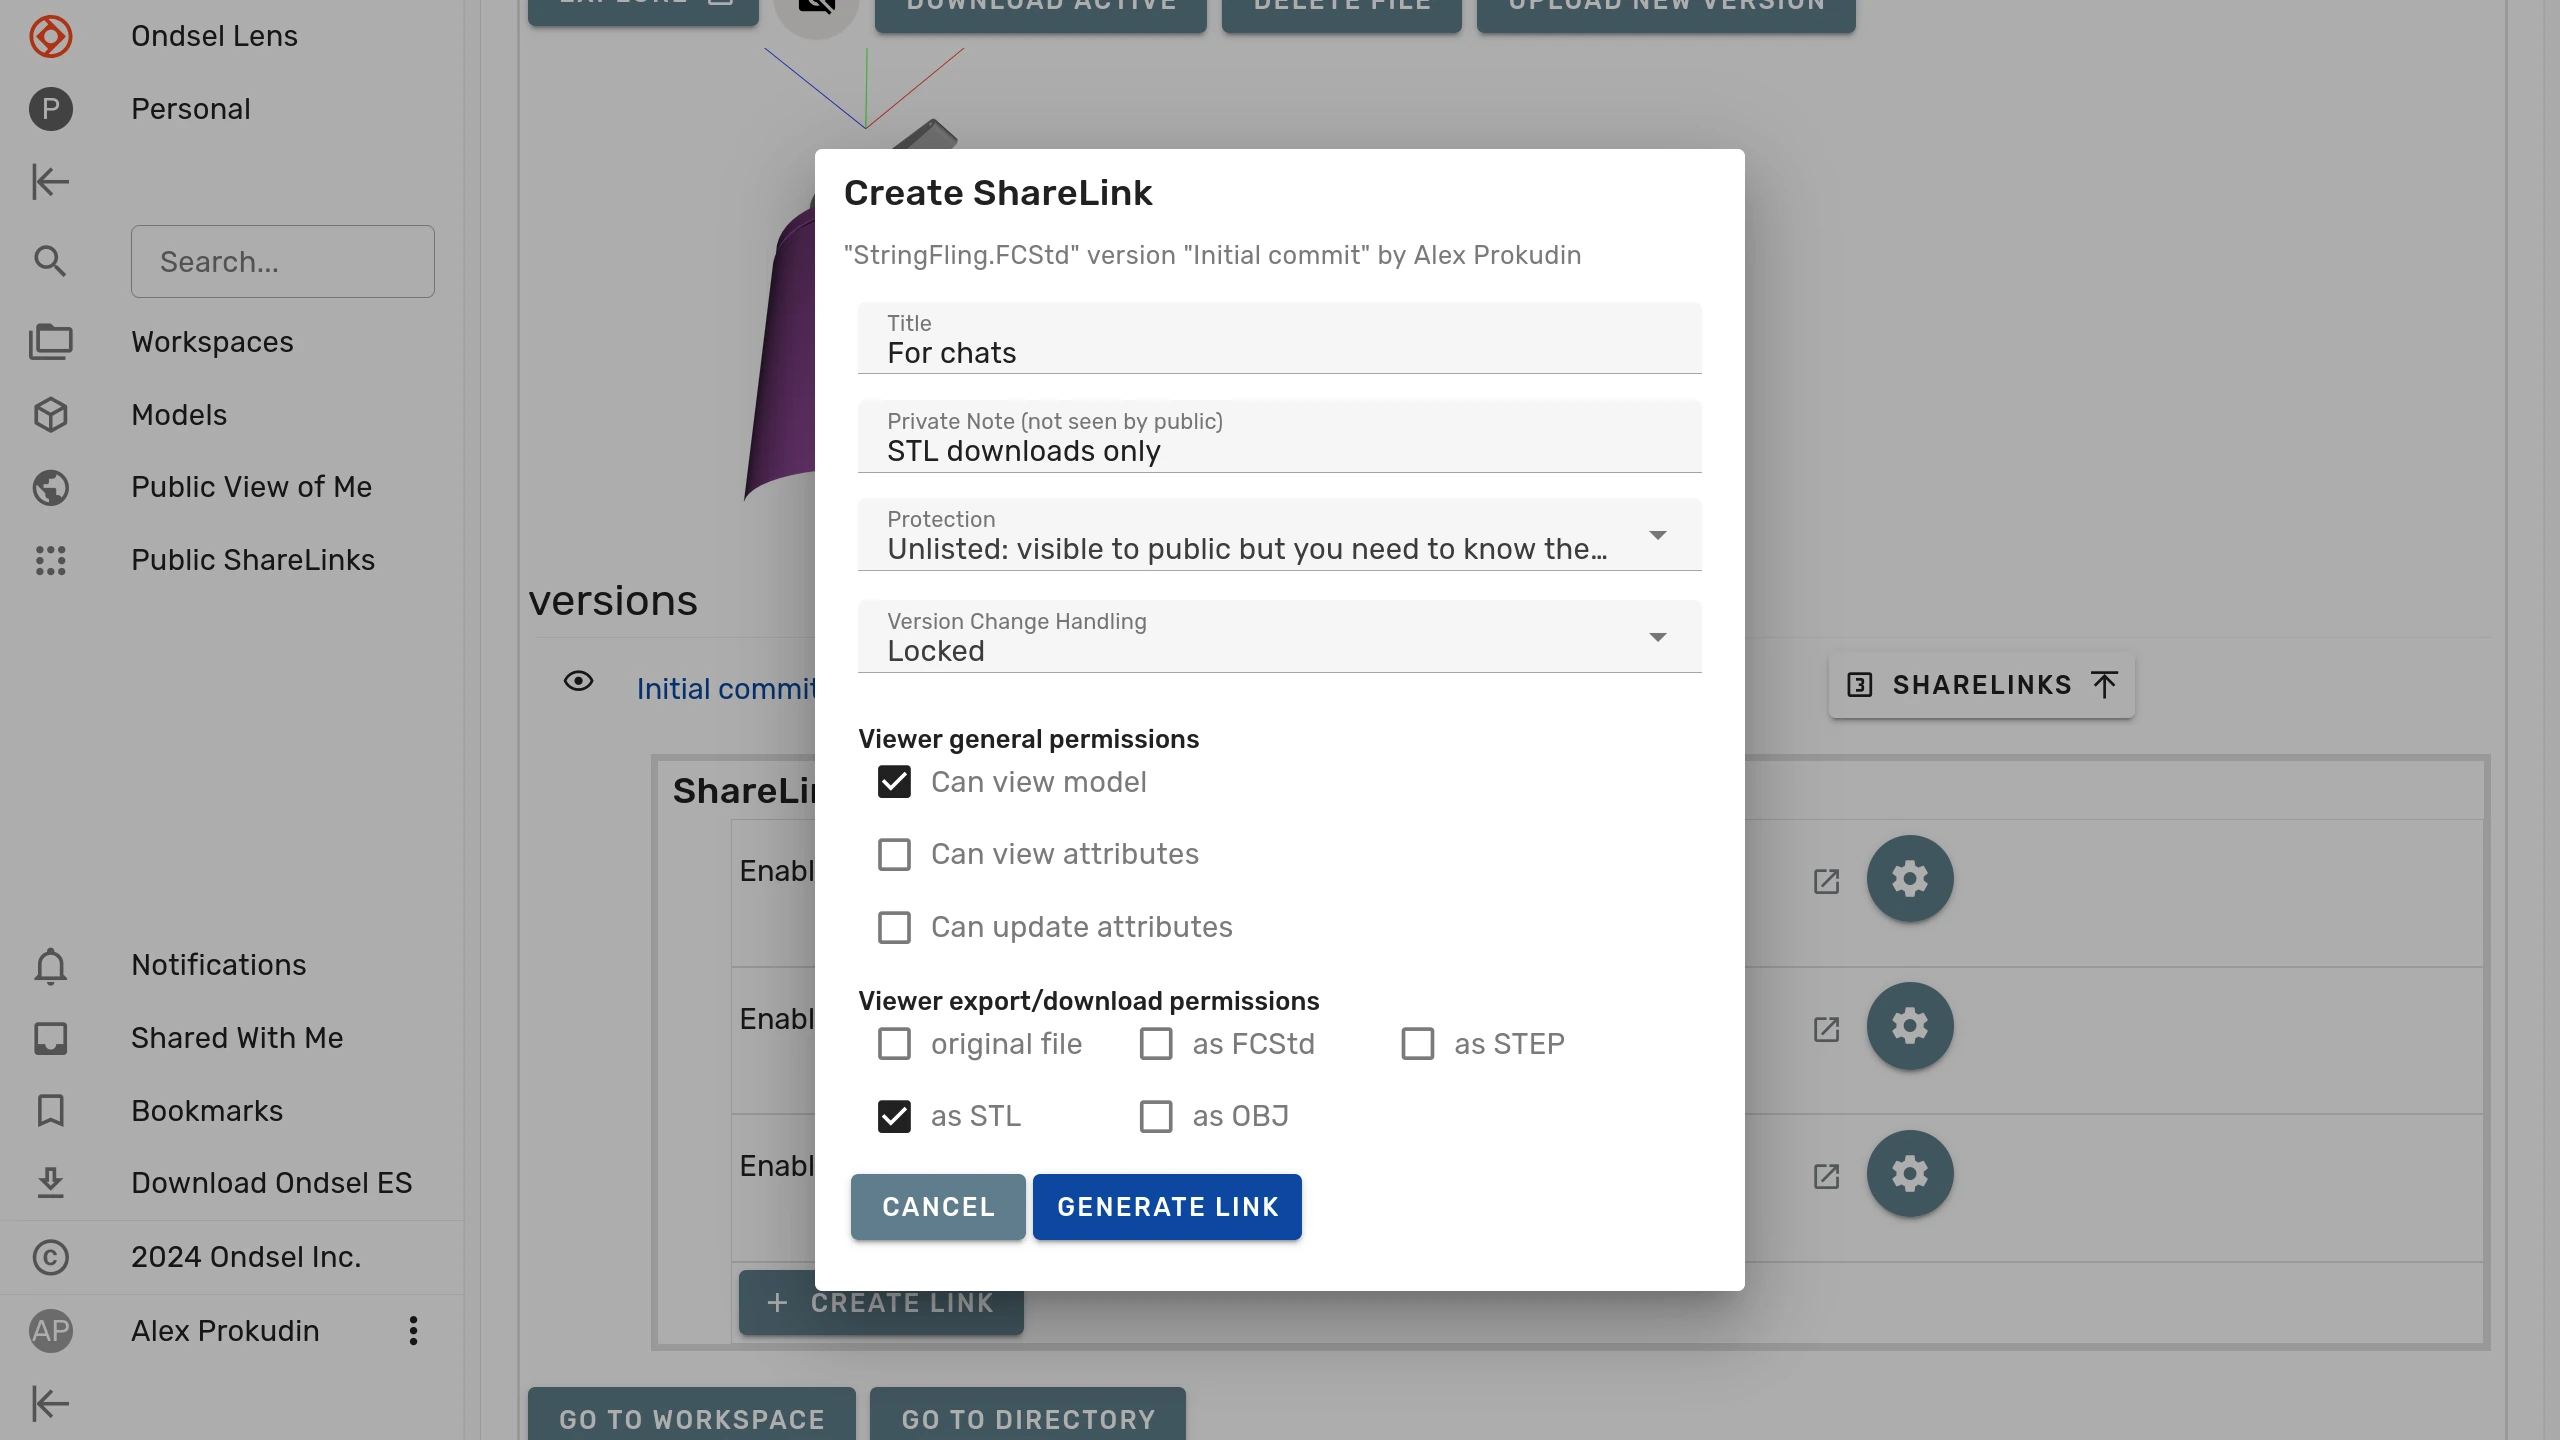 EXPLORE
DOWNLOAD ACTIVE
DELETE FILE
UPLOAD NEW VERSION
Ondsel Lens
P Personal
Search...
Workspaces
Models
Public View of Me
Public ShareLinks
Notifications
Shared With Me
Bookmarks
Download Ondsel ES
2024 Ondsel Inc.
AP Alex Prokudin
versions
Initial commit
3 SHARELINKS
ShareLi
Enabl
Enabl
Enabl
+ CREATE LINK
GO TO WORKSPACE
GO TO DIRECTORY
Create ShareLink
"StringFling.FCStd" version "Initial commit" by Alex Prokudin
Title
For chats
Private Note (not seen by public)
STL downloads only
Protection
Unlisted: visible to public but you need to know the...
Version Change Handling
Locked
Viewer general permissions
Can view model
Can view attributes
Can update attributes
Viewer export/download permissions
original file as FCStd as STEP
as STL as OBJ
CANCEL GENERATE LINK